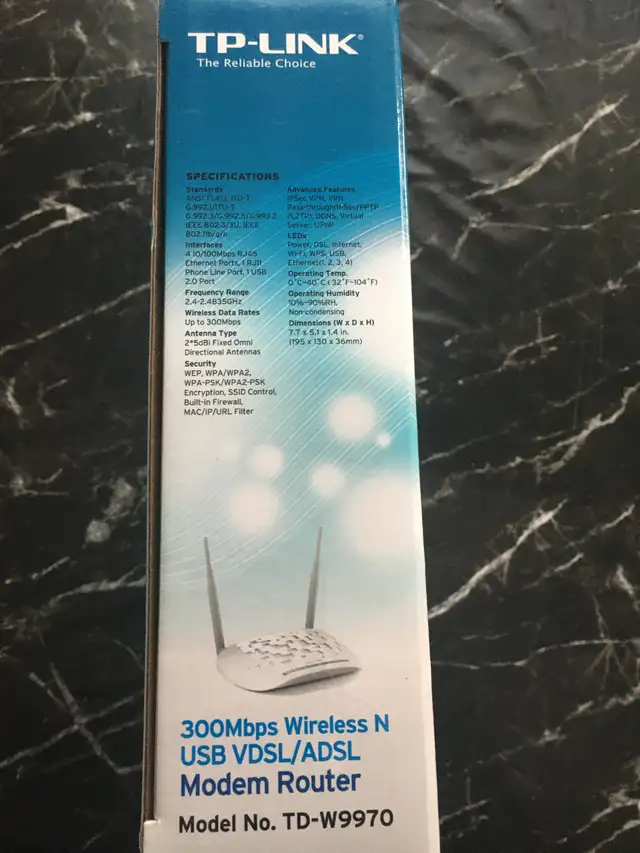 TP-LINK®
The Reliable Choice
SPECIFICATIONS
Standards
ANSI T1.413, ITU-T
G.992.1/ITU-T
G.992.3/G.992.5/G.993.2
IEEE 802.3/3U, IEEE
802.11b/g/n
Interfaces
4 10/100Mbps RJ45
Ethernet Ports, 1 RJ11
Phone Line Port, 1 USB
2.0 Port
Frequency Range
2.4-2.4835GHz
Wireless Data Rates
Up to 300Mbps
Antenna Type
2*5dBi Fixed Omni
Directional Antennas
Security
WEP, WPA/WPA2,
WPA-PSK/WPA2-PSK
Encryption, SSID Control,
Built-in Firewall,
MAC/IP/URL Filter
Advanced Features
IPSec VPN, VPN
Pass-through(IPSec/PPTP
/L2TP), DDNS, Virtual
Server, UPnP
LEDs
Power, DSL, Internet,
Wi-Fi, WPS, USB,
Ethernet(1, 2, 3, 4)
Operating Temp.
0°C~40°C (32°F~104°F)
Operating Humidity
10%~90%RH,
Non-condensing
Dimensions (W x D x H)
7.7 x 5.1 x 1.4 in.
(195 x 130 x 36mm)
300Mbps Wireless N
USB VDSL/ADSL
Modem Router
Model No. TD-W9970